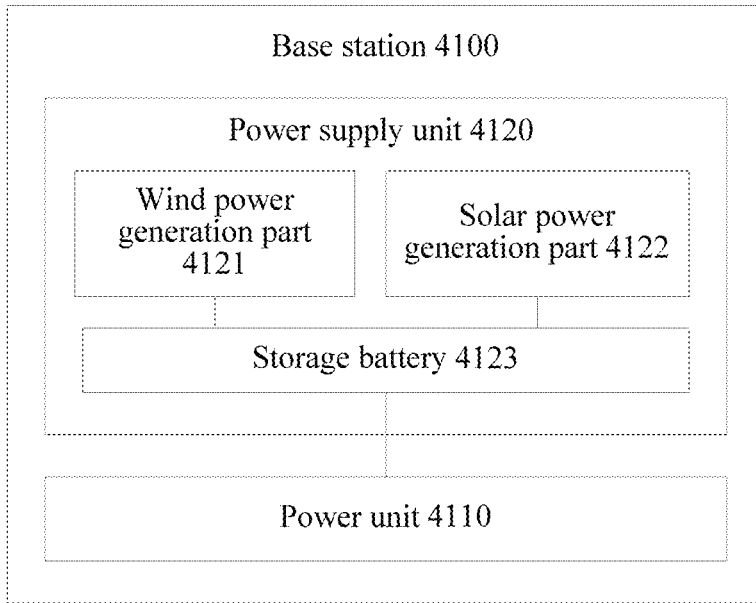 Base station 4100
Power supply unit 4120
Wind power
generation part
4121
Solar power
generation part 4122
Storage battery 4123
Power unit 4110